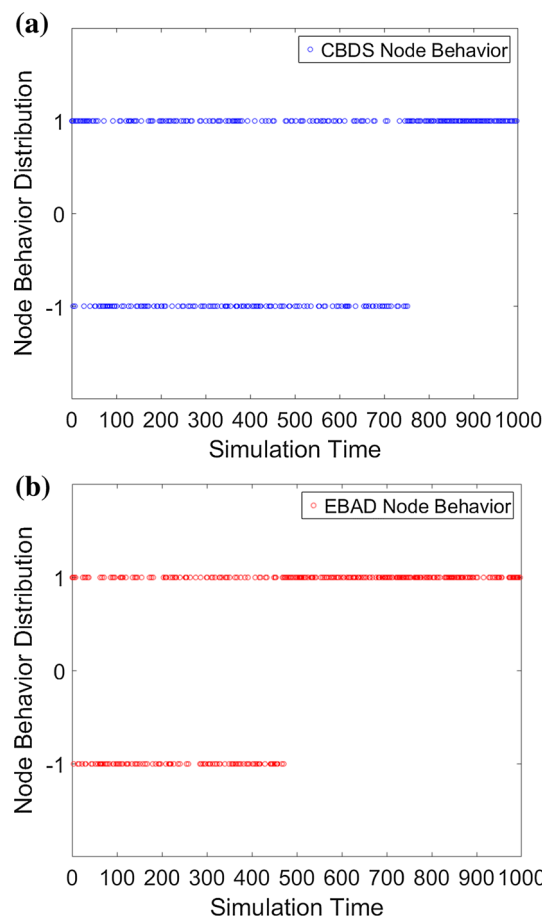 (a)
CBDS Node Behavior
Node Behavior Distribution
1
0
-1
0 100 200 300 400 500 600 700 800 900 1000
Simulation Time
(b)
EBAD Node Behavior
Node Behavior Distribution
1
0
-1
0 100 200 300 400 500 600 700 800 900 1000
Simulation Time